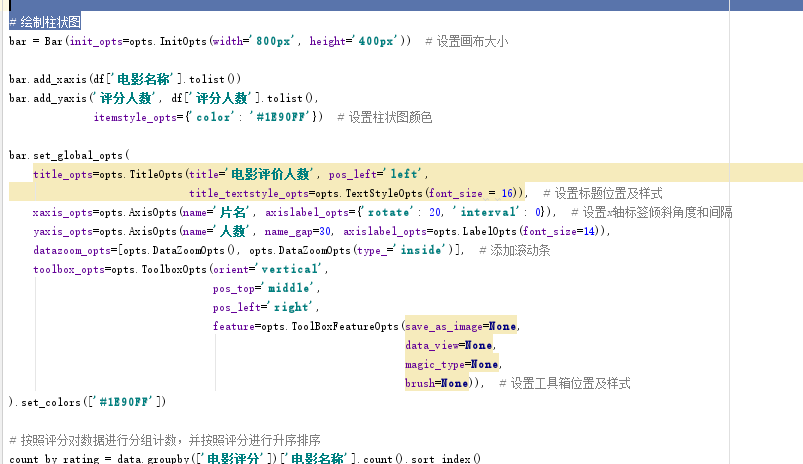 # 绘制柱状图
bar = Bar(init_opts=opts.InitOpts(width='800px', height='400px'))  # 设置画布大小
bar.add_xaxis(df['电影名称'].tolist())
bar.add_yaxis('评分人数', df['评分人数'].tolist(),
itemstyle_opts={'color': '#1E90FF'})  # 设置柱状图颜色
bar.set_global_opts(
title_opts=opts.TitleOpts(title='电影评价人数', pos_left='left',
title_textstyle_opts=opts.TextStyleOpts(font_size = 16)),  # 设置标题位置及样式
xaxis_opts=opts.AxisOpts(name='片名', axislabel_opts={'rotate': 20, 'interval': 0}),  # 设置x轴标签倾斜角度和间隔
yaxis_opts=opts.AxisOpts(name='人数', name_gap=30, axislabel_opts=opts.LabelOpts(font_size=14)),
datazoom_opts=[opts.DataZoomOpts(), opts.DataZoomOpts(type_='inside')],  # 添加滚动条
toolbox_opts=opts.ToolboxOpts(orient='vertical',
pos_top='middle',
pos_left='right',
feature=opts.ToolBoxFeatureOpts(save_as_image=None,
data_view=None,
magic_type=None,
brush=None)),  # 设置工具箱位置及样式
).set_colors(['#1E90FF'])
# 按照评分对数据进行分组计数，并按照评分进行升序排序
count_by_rating = data.groupby(['电影评分'])['电影名称'].count().sort_index()